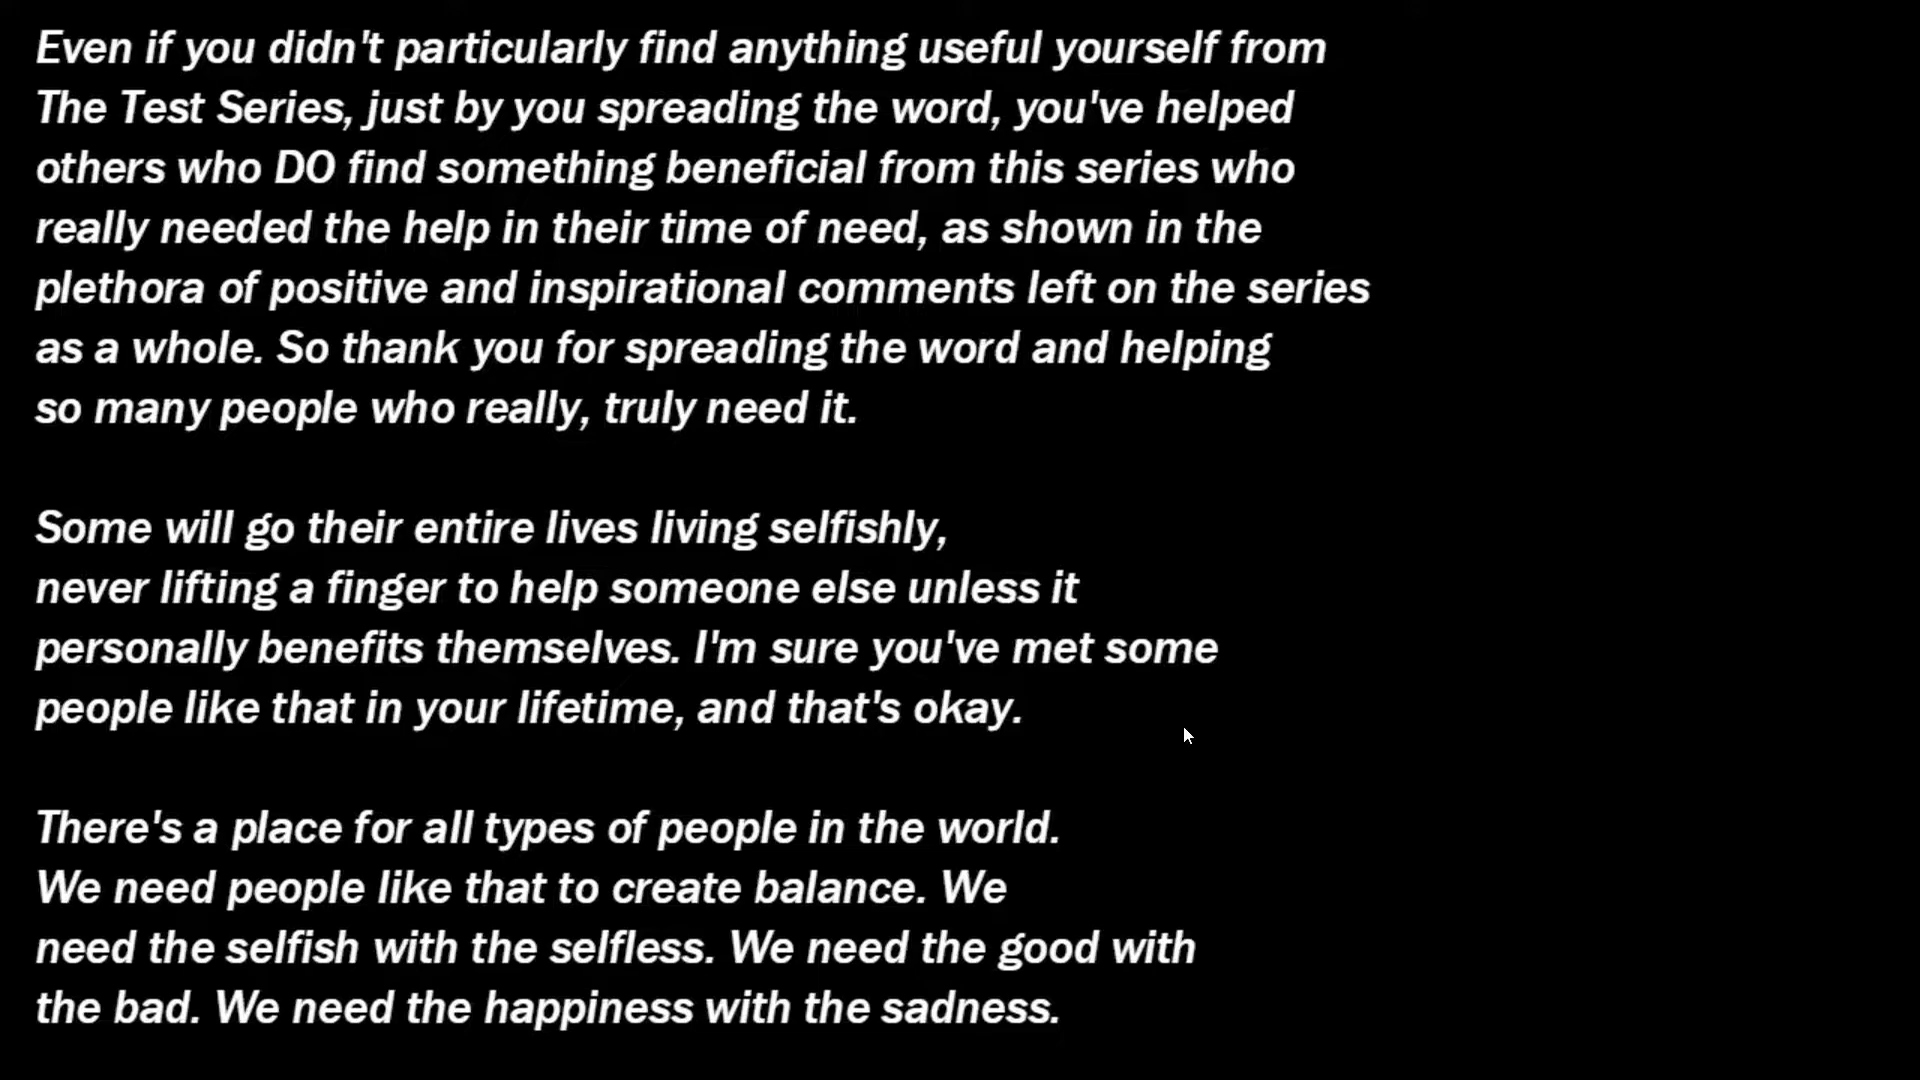 Even if you didn't particularly find anything useful yourself from
The Test Series, just by you spreading the word, you've helped
others who DO find something beneficial from this series who
really needed the help in their time of need, as shown in the
plethora of positive and inspirational comments left on the series
as a whole. So thank you for spreading the word and helping
so many people who really, truly need it.
Some will go their entire lives living selfishly,
never lifting a finger to help someone else unless it
personally benefits themselves. I'm sure you've met some
people like that in your lifetime, and that's okay.
There's a place for all types of people in the world.
We need people like that to create balance. We
need the selfish with the selfless. We need the good with
the bad. We need the happiness with the sadness.